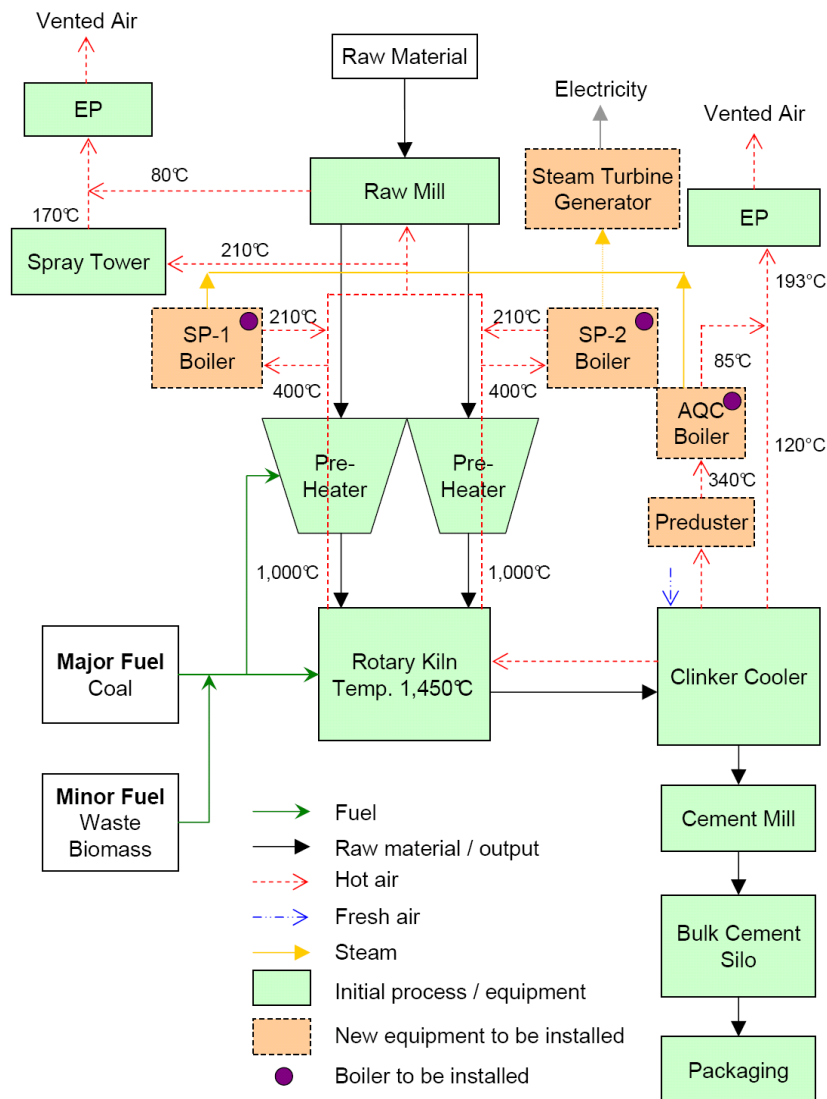 Vented Air
Raw Material
EP
Electricity
Vented Air
80℃
Raw Mill
Steam Turbine
Generator
EP
170℃
Spray Tower
210℃
193°C
210℃
210℃
SP-1
Boiler
SP-2
Boiler
85℃
400℃
400℃
AQC
Boiler
120°C
Pre-
Heater
Pre-
Heater
340℃
Preduster
1,000℃
1,000℃
Major Fuel
Coal
Rotary Kiln
Temp. 1,450℃
Clinker Cooler
Minor Fuel
Waste
Biomass
Fuel
Raw material / output
Hot air
Fresh air
Steam
Initial process / equipment
New equipment to be installed
Boiler to be installed
Cement Mill
Bulk Cement
Silo
Packaging